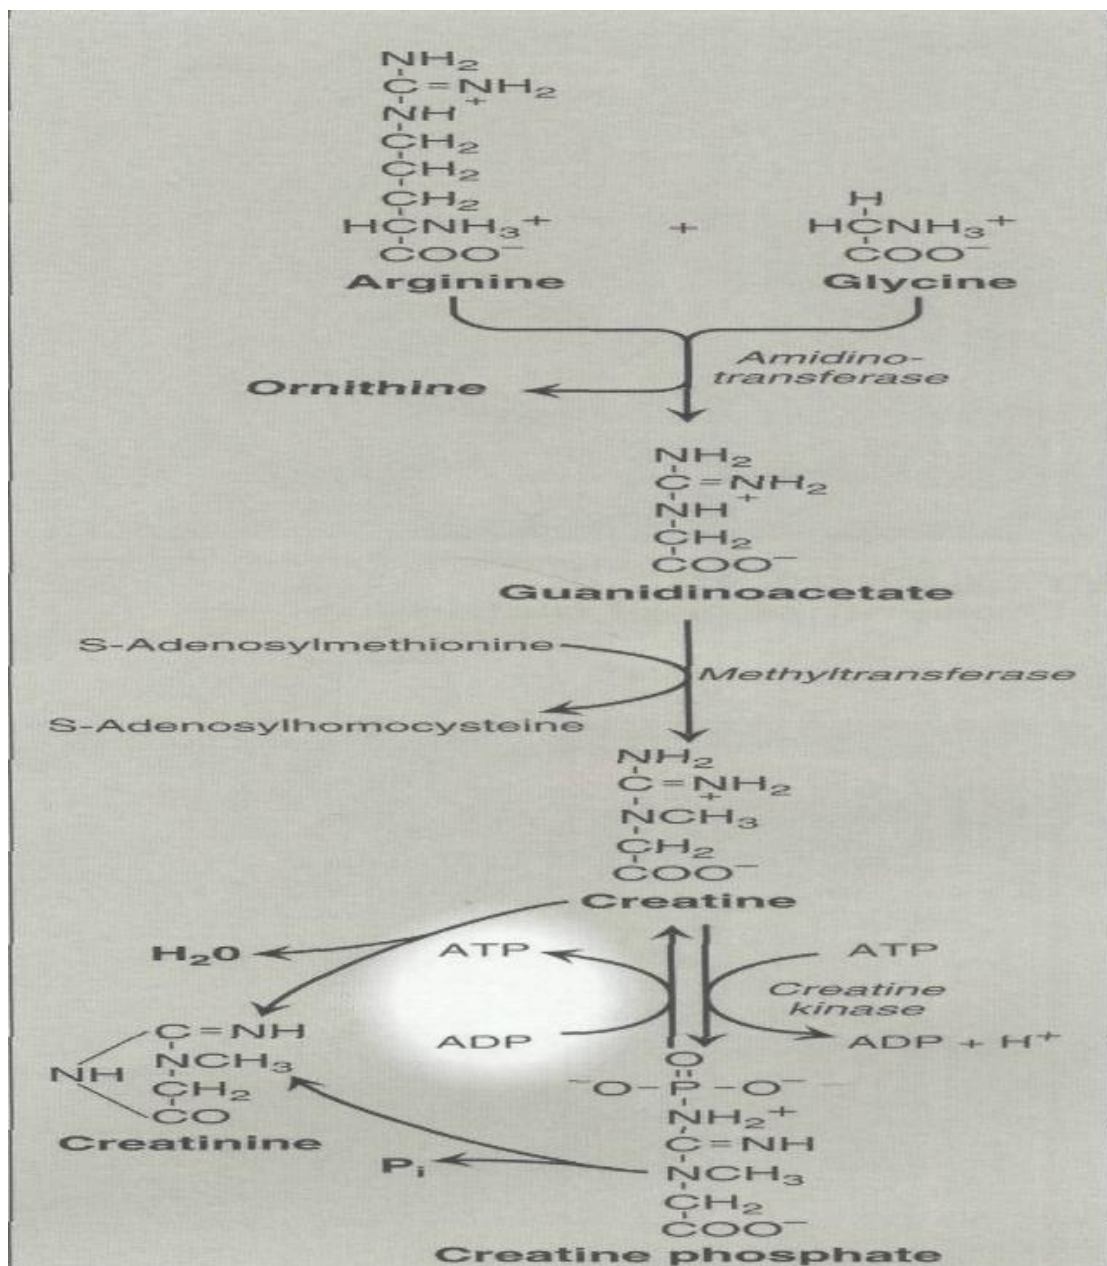 NH₂
C = NH₂
+
NH
CH₂
CH₂
CH₂
HCNH₃⁺
COO⁻
Arginine
+
H
HCNH₃⁺
COO⁻
Glycine
Amidino-
transferase
Ornithine
NH₂
C = NH₂
+
NH
CH₂
COO⁻
Guanidinoacetate
S-Adenosylmethionine
Methyltransferase
S-Adenosylhomocysteine
NH₂
C = NH₂
+
NCH₃
CH₂
COO⁻
Creatine
H₂0
ATP
ATP
Creatine
kinase
ADP
ADP + H⁺
C = NH
NCH₃
NH
CH₂
CO
Creatinine
O
⁻O-P-O⁻
NH₂⁺
C = NH
NCH₃
CH₂
COO⁻
Pᵢ
Creatine phosphate